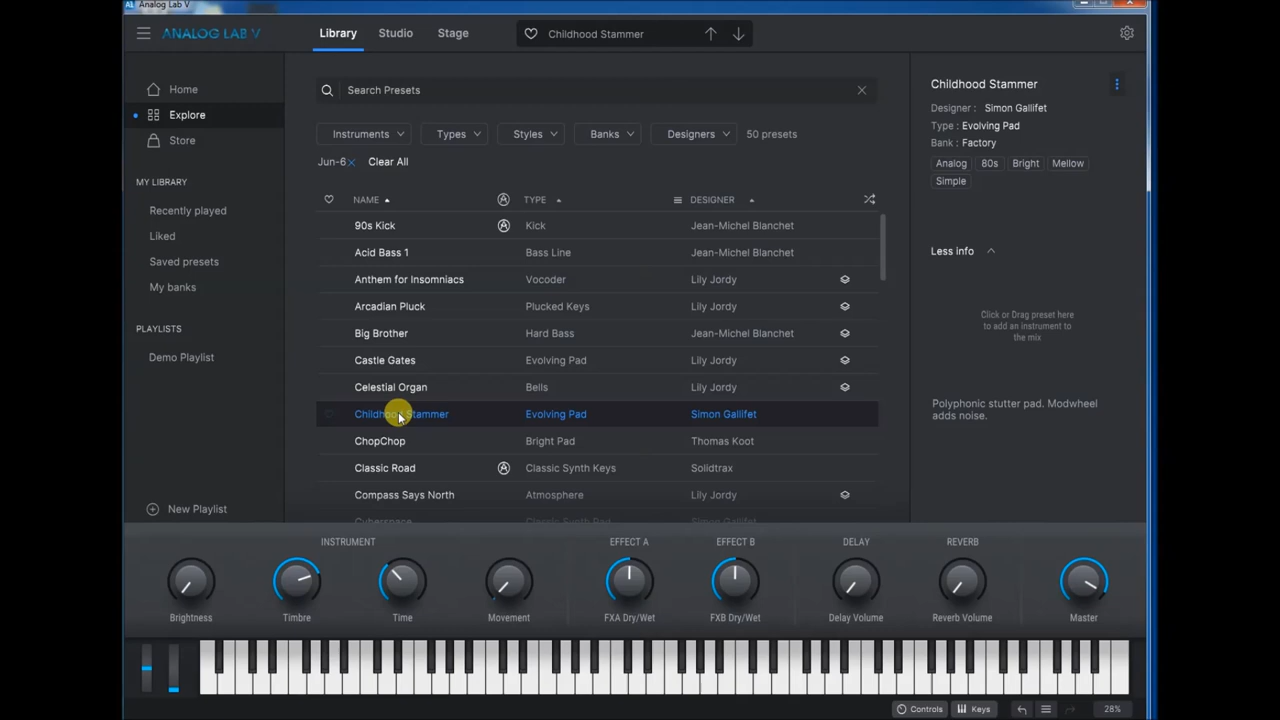 Analog Lab V
ANALOG LAB V
Library
Studio
Stage
Childhood Stammer
Home
Explore
Store
MY LIBRARY
Recently played
Liked
Saved presets
My banks
PLAYLISTS
Demo Playlist
New Playlist
Search Presets
Instruments
Types
Styles
Banks
Designers
50 presets
Jun-6
Clear All
NAME TYPE DESIGNER
90s Kick Kick Jean-Michel Blanchet
Acid Bass 1 Bass Line Jean-Michel Blanchet
Anthem for Insomniacs Vocoder Lily Jordy
Arcadian Pluck Plucked Keys Lily Jordy
Big Brother Hard Bass Jean-Michel Blanchet
Castle Gates Evolving Pad Lily Jordy
Celestial Organ Bells Lily Jordy
Childhood Stammer Evolving Pad Simon Gallifet
ChopChop Bright Pad Thomas Koot
Classic Road Classic Synth Keys Solidtrax
Compass Says North Atmosphere Lily Jordy
Cyberspace Classic Synth Pad Simon Gallifet
Childhood Stammer
Designer : Simon Gallifet
Type : Evolving Pad
Bank : Factory
Analog 80s Bright Mellow
Simple
Less info
Click or Drag preset here
to add an instrument to
the mix
Polyphonic stutter pad. Modwheel
adds noise.
INSTRUMENT EFFECT A EFFECT B DELAY REVERB
Brightness Timbre Time Movement FXA Dry/Wet FXB Dry/Wet Delay Volume Reverb Volume Master
Controls Keys 28%